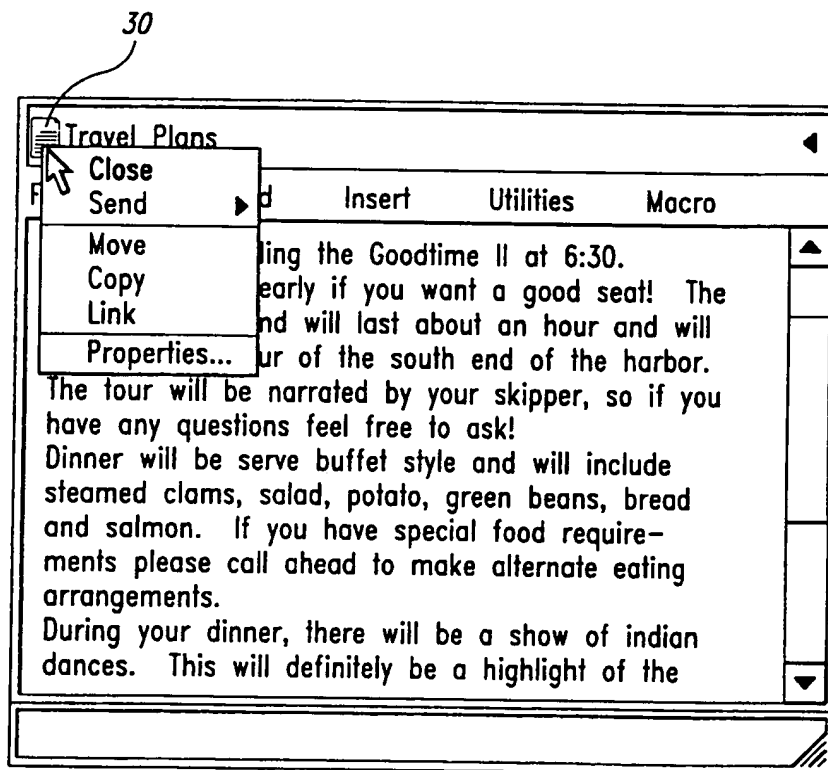 30
Travel Plans
Close
Send
Insert Utilities Macro
Move
Copy
Link
Properties...
ling the Goodtime II at 6:30.
early if you want a good seat! The
nd will last about an hour and will
ur of the south end of the harbor.
The tour will be narrated by your skipper, so if you
have any questions feel free to ask!
Dinner will be serve buffet style and will include
steamed clams, salad, potato, green beans, bread
and salmon. If you have special food require-
ments please call ahead to make alternate eating
arrangements.
During your dinner, there will be a show of indian
dances. This will definitely be a highlight of the